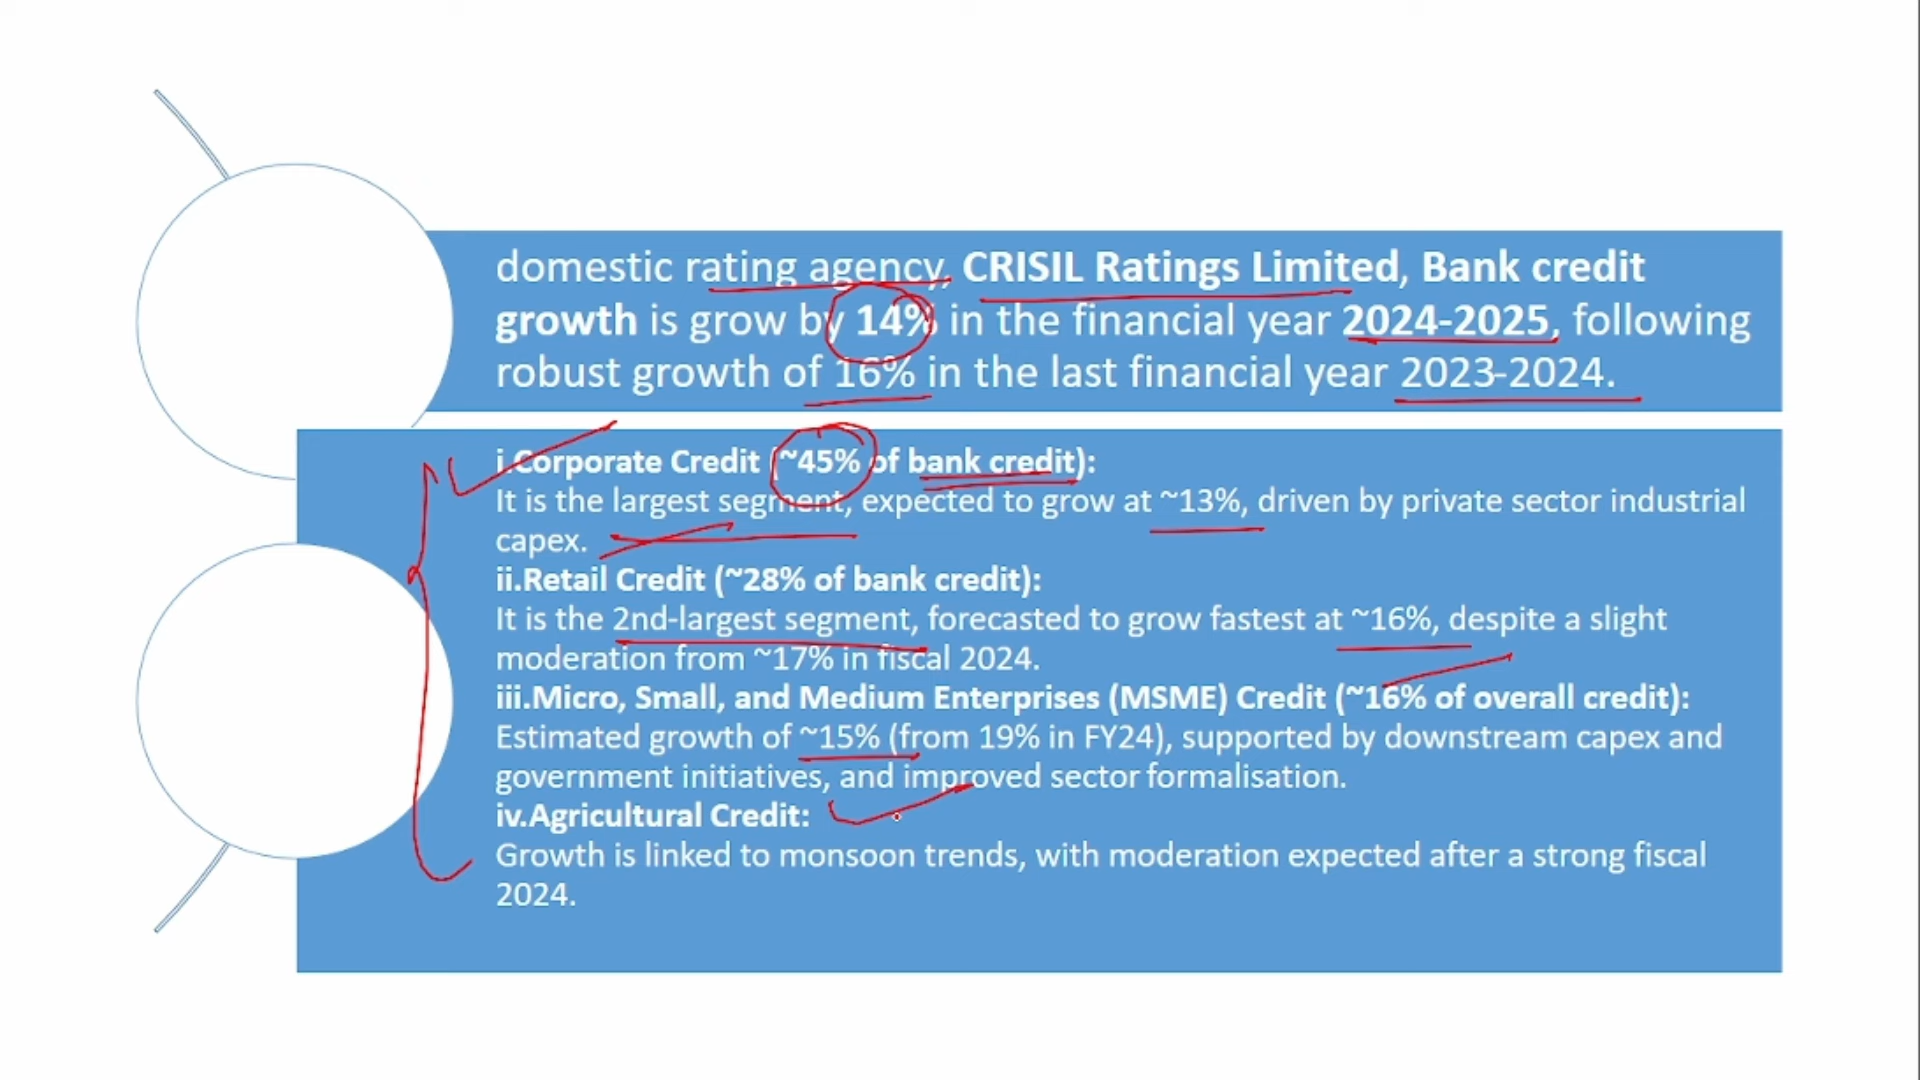 domestic rating agency, CRISIL Ratings Limited, Bank credit
growth is grow by 14% in the financial year 2024-2025, following
robust growth of 16% in the last financial year 2023-2024.
i.Corporate Credit (~45% of bank credit):
It is the largest segment, expected to grow at ~13%, driven by private sector industrial
capex.
ii.Retail Credit (~28% of bank credit):
It is the 2nd-largest segment, forecasted to grow fastest at ~16%, despite a slight
moderation from ~17% in fiscal 2024.
iii.Micro, Small, and Medium Enterprises (MSME) Credit (~16% of overall credit):
Estimated growth of ~15% (from 19% in FY24), supported by downstream capex and
government initiatives, and improved sector formalisation.
iv.Agricultural Credit:
Growth is linked to monsoon trends, with moderation expected after a strong fiscal
2024.